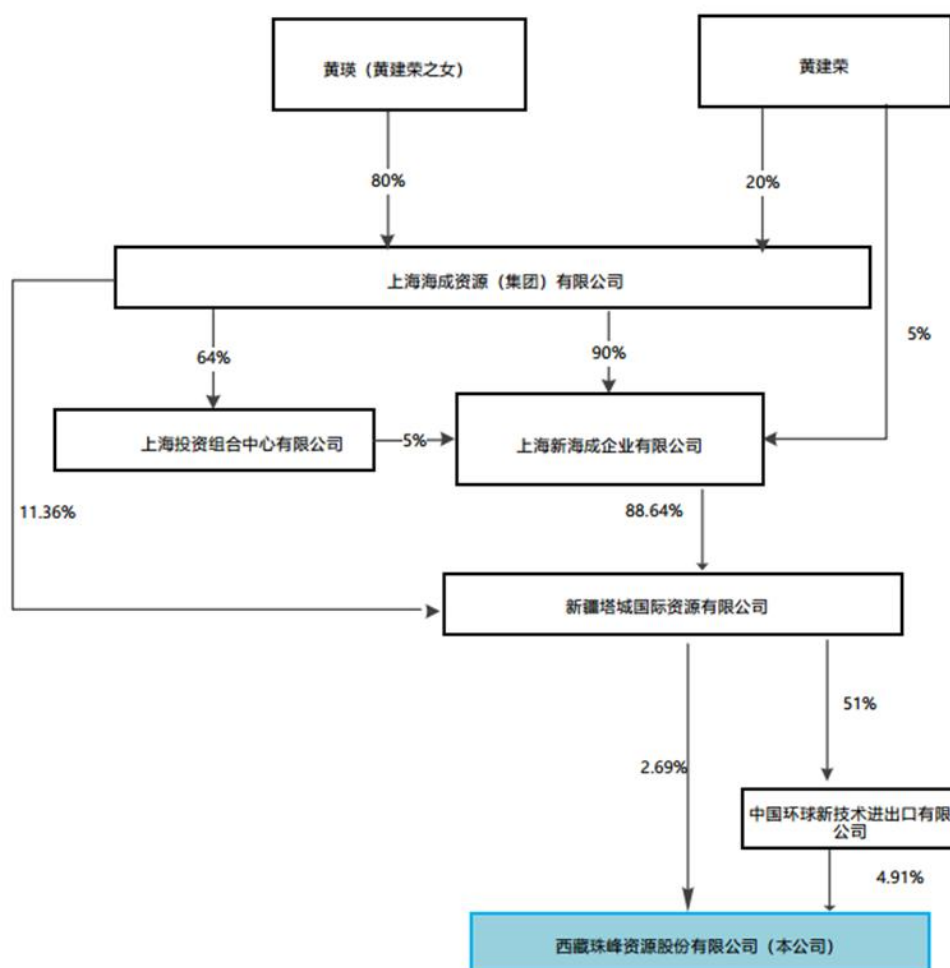 黄瑛（黄建荣之女）
黄建荣
80%
20%
上海海成资源（集团）有限公司
5%
64%
90%
上海投资组合中心有限公司
5%
上海新海成企业有限公司
11.36%
88.64%
新疆塔城国际资源有限公司
51%
2.69%
中国环球新技术进出口有限
公司
4.91%
西藏珠峰资源股份有限公司（本公司）